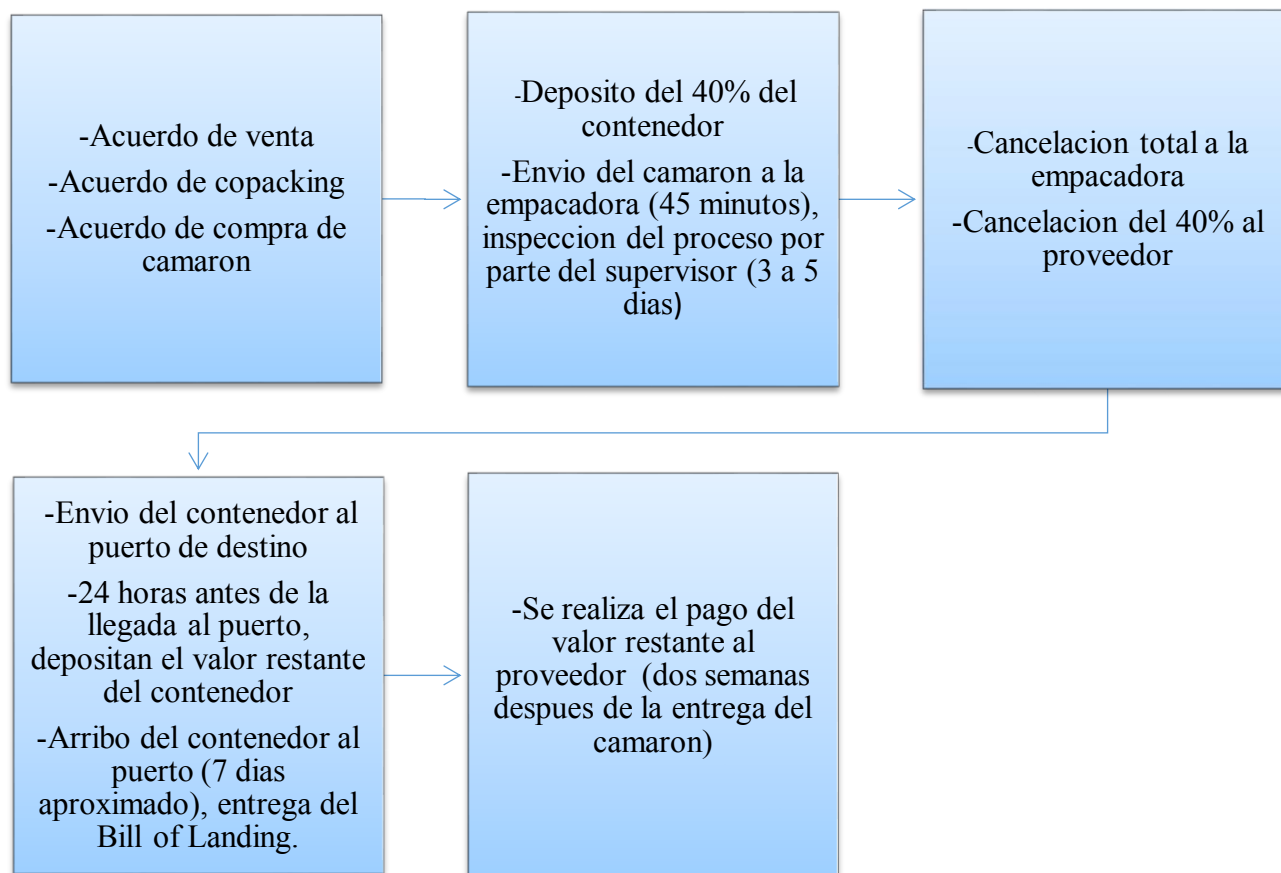 -Acuerdo de venta
-Acuerdo de copacking
-Acuerdo de compra de
camaron
-Deposito del 40% del
contenedor
-Envio del camaron a la
empacadora (45 minutos),
inspeccion del proceso por
parte del supervisor (3 a 5
dias)
-Cancelacion total a la
empacadora
-Cancelacion del 40% al
proveedor
-Envio del contenedor al
puerto de destino
-24 horas antes de la
llegada al puerto,
depositan el valor restante
del contenedor
-Arribo del contenedor al
puerto (7 dias
aproximado), entrega del
Bill of Landing.
-Se realiza el pago del
valor restante al
proveedor (dos semanas
despues de la entrega del
camaron)